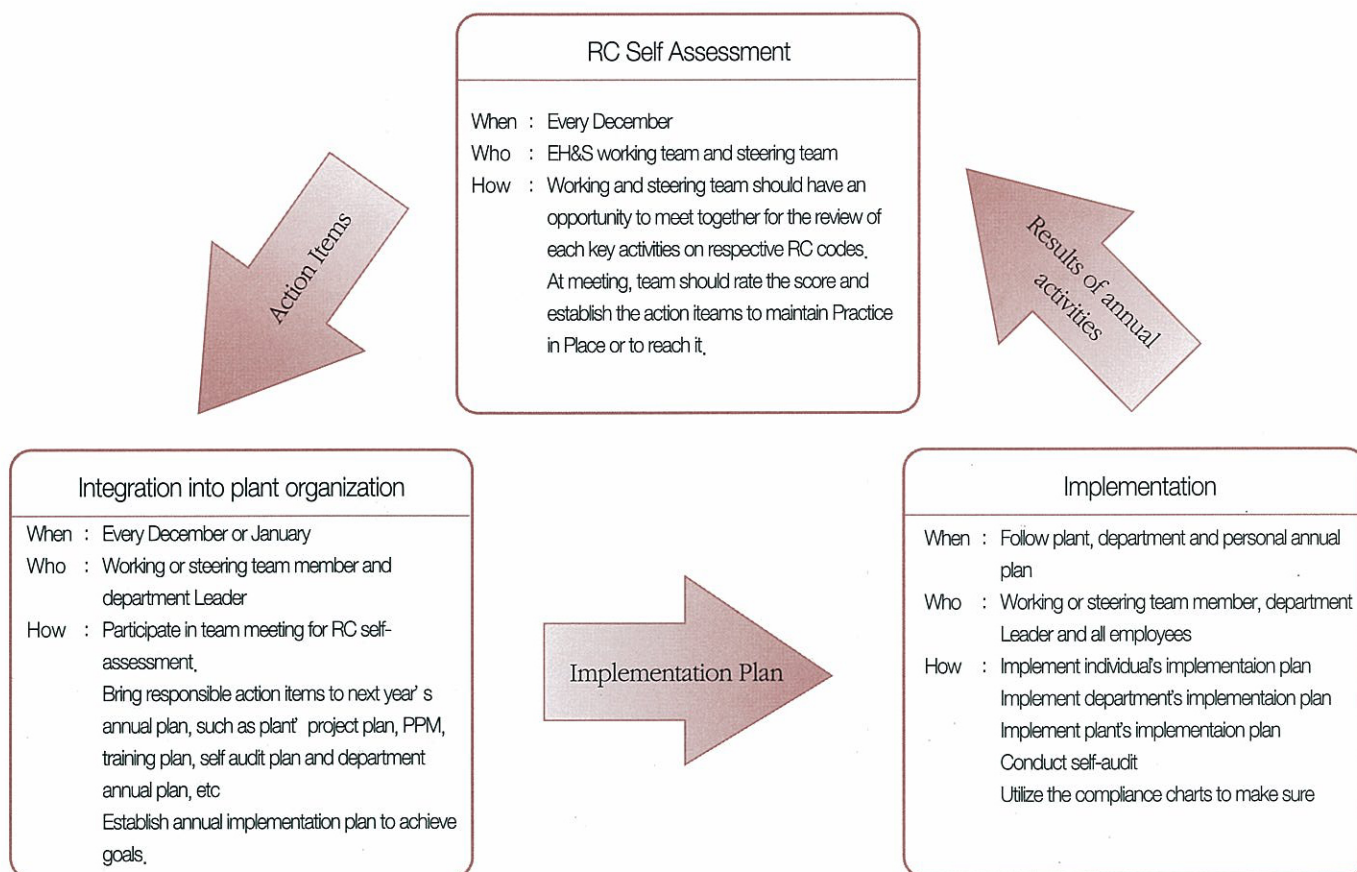 RC Self Assessment
When : Every December
Who : EH&S working team and steering team
How : Working and steering team should have an
opportunity to meet together for the review of
each key activities on respective RC codes.
At meeting, team should rate the score and
establish the action iteams to maintain Practice
in Place or to reach it.
Action Items
Results of annual
activities
Integration into plant organization
When : Every December or January
Who : Working or steering team member and
department Leader
How : Participate in team meeting for RC self-
assessment.
Bring responsible action items to next year's
annual plan, such as plant' project plan, PPM,
training plan, self audit plan and department
annual plan, etc
Establish annual implementation plan to achieve
goals.
Implementation Plan
Implementation
When : Follow plant, department and personal annual
plan
Who : Working or steering team member, department
Leader and all employees
How : Implement individual's implementaion plan
Implement department's implementaion plan
Implement plant's implementaion plan
Conduct self-audit
Utilize the compliance charts to make sure